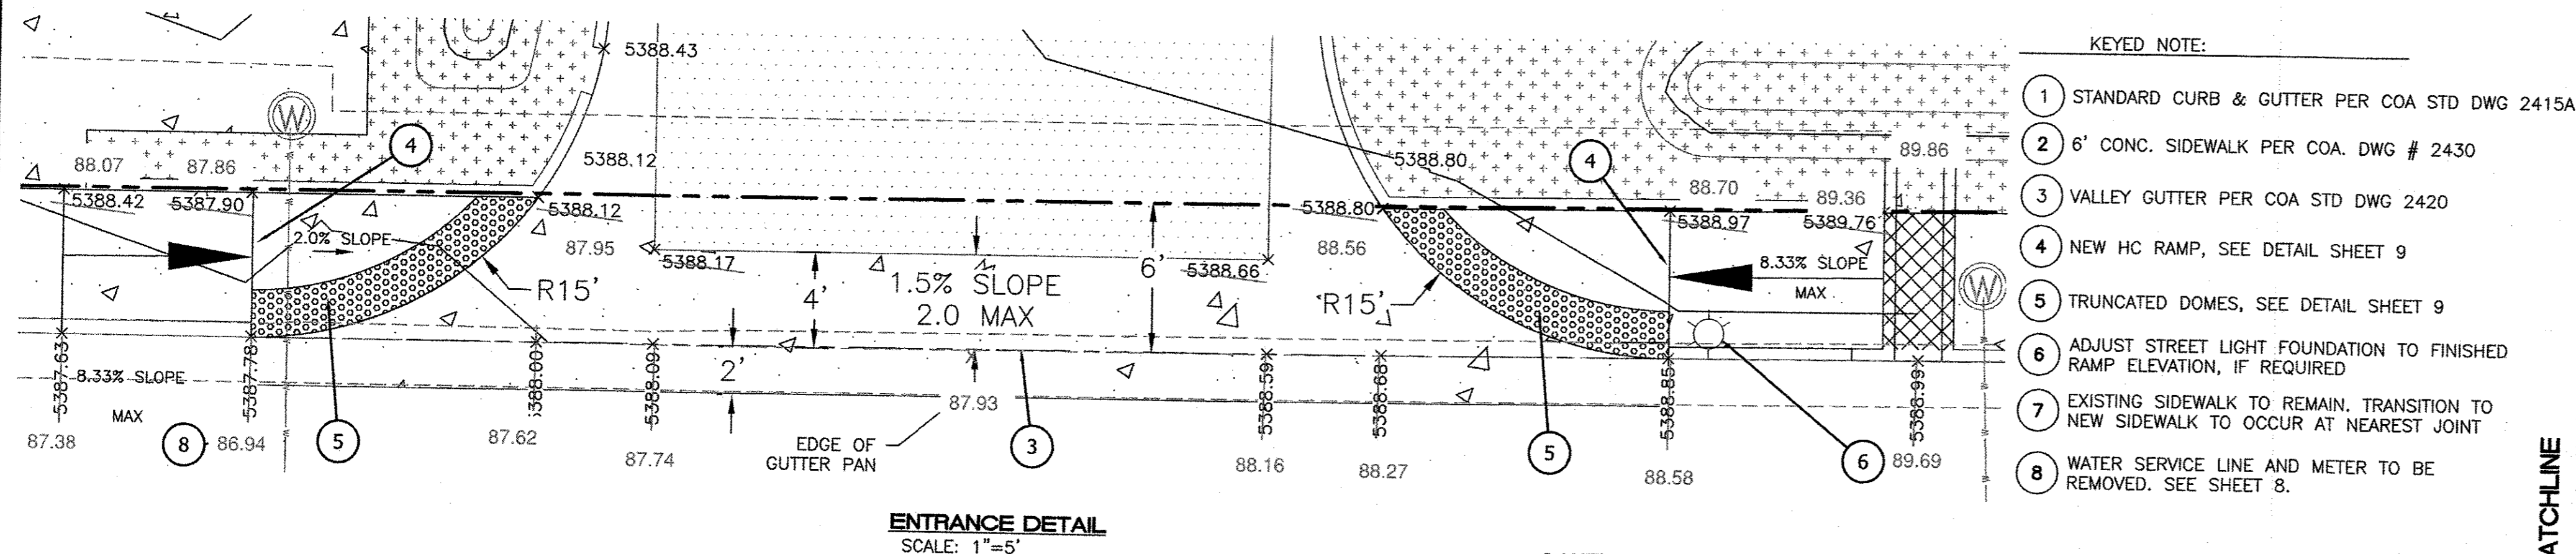 5388.43
KEYED NOTE:
1 STANDARD CURB & GUTTER PER COA STD DWG 2415A
2 6' CONC. SIDEWALK PER COA. DWG # 2430
3 VALLEY GUTTER PER COA STD DWG 2420
4 NEW HC RAMP, SEE DETAIL SHEET 9
5 TRUNCATED DOMES, SEE DETAIL SHEET 9
6 ADJUST STREET LIGHT FOUNDATION TO FINISHED
RAMP ELEVATION, IF REQUIRED
7 EXISTING SIDEWALK TO REMAIN. TRANSITION TO
NEW SIDEWALK TO OCCUR AT NEAREST JOINT
8 WATER SERVICE LINE AND METER TO BE
REMOVED. SEE SHEET 8.
W
4
5388.12
5388.80
4
89.86
88.07
87.86
88.70
89.36
5388.42
5387.90
5388.12
5388.80
5388.97
5389.76
2.0% SLOPE
87.95
5388.17
88.56
5388.66
6'
8.33% SLOPE
MAX
W
R15'
4'
1.5% SLOPE
2.0 MAX
R15'
2'
5387.63
5387.78
5388.00
5388.09
5388.59
5388.68
5388.85
5388.99
8.33% SLOPE
MAX
87.93
87.38
8
86.94
5
87.62
87.74
EDGE OF
GUTTER PAN
3
88.16
88.27
5
88.58
6
89.69
ENTRANCE DETAIL
SCALE: 1"=5'
ATCHLINE